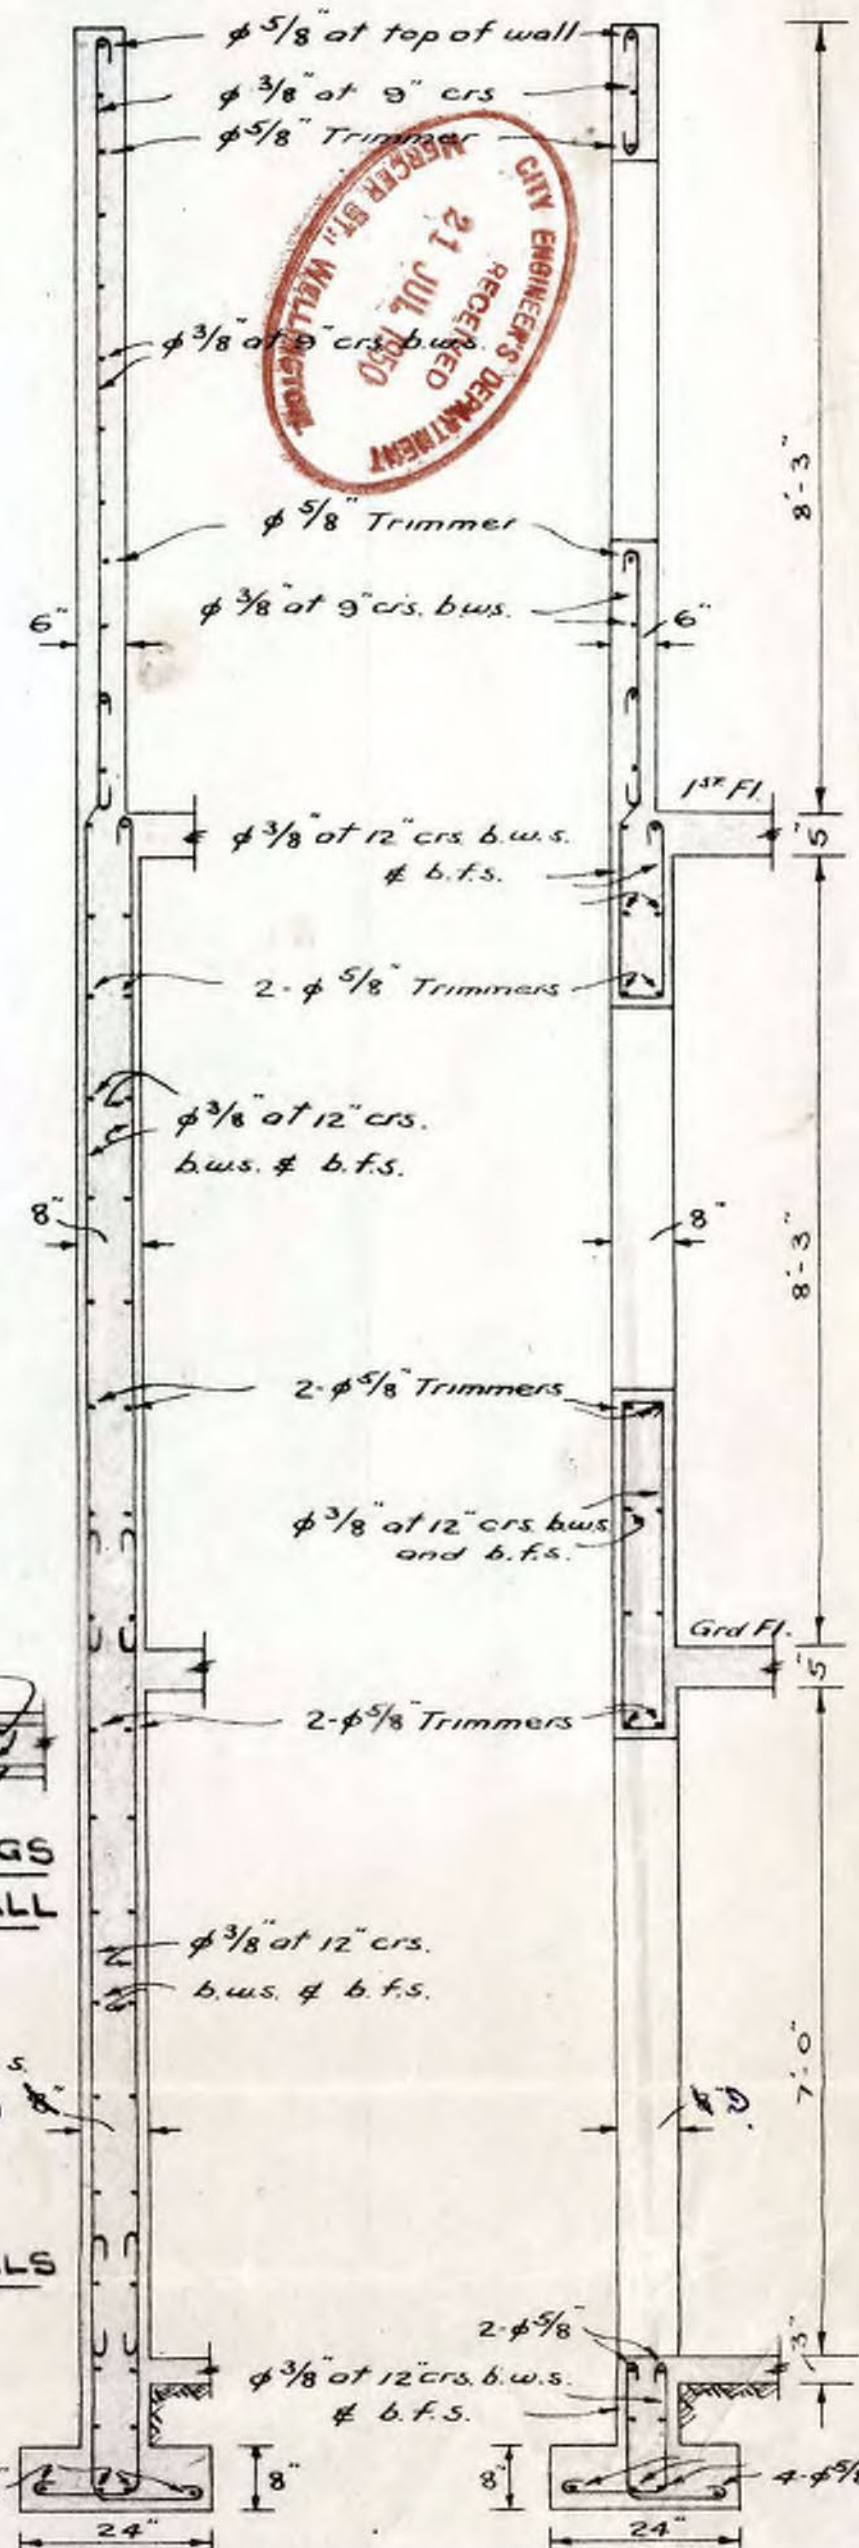 φ 5/8" at top of wall
φ 3/8" at 9" crs
φ 5/8" Trimmer
CITY ENGINEER'S DEPARTMENT
RECEIVED
21 JUL 1950
MERCER ST., WELLINGTON
φ 3/8" at 9" crs b.w.s.
8'-3"
φ 5/8" Trimmer
φ 3/8" at 9" crs. b.w.s.
6"
6"
1ST Fl.
φ 3/8" at 12" crs b.w.s.
& b.f.s.
5"
2-φ 5/8" Trimmers
φ 3/8" at 12" crs.
b.w.s. & b.f.s.
8"
8"
8'-3"
2-φ 5/8" Trimmers
φ 3/8" at 12" crs b.w.s
and b.f.s.
Grd Fl.
5"
2-φ 5/8" Trimmers
GS
LL
φ 3/8" at 12" crs.
b.w.s. & b.f.s.
7'-0"
s.
LS
2-φ 5/8"
φ 3/8" at 12" crs. b.w.s.
& b.f.s.
3"
8"
8"
4-φ 5/8
24"
24"